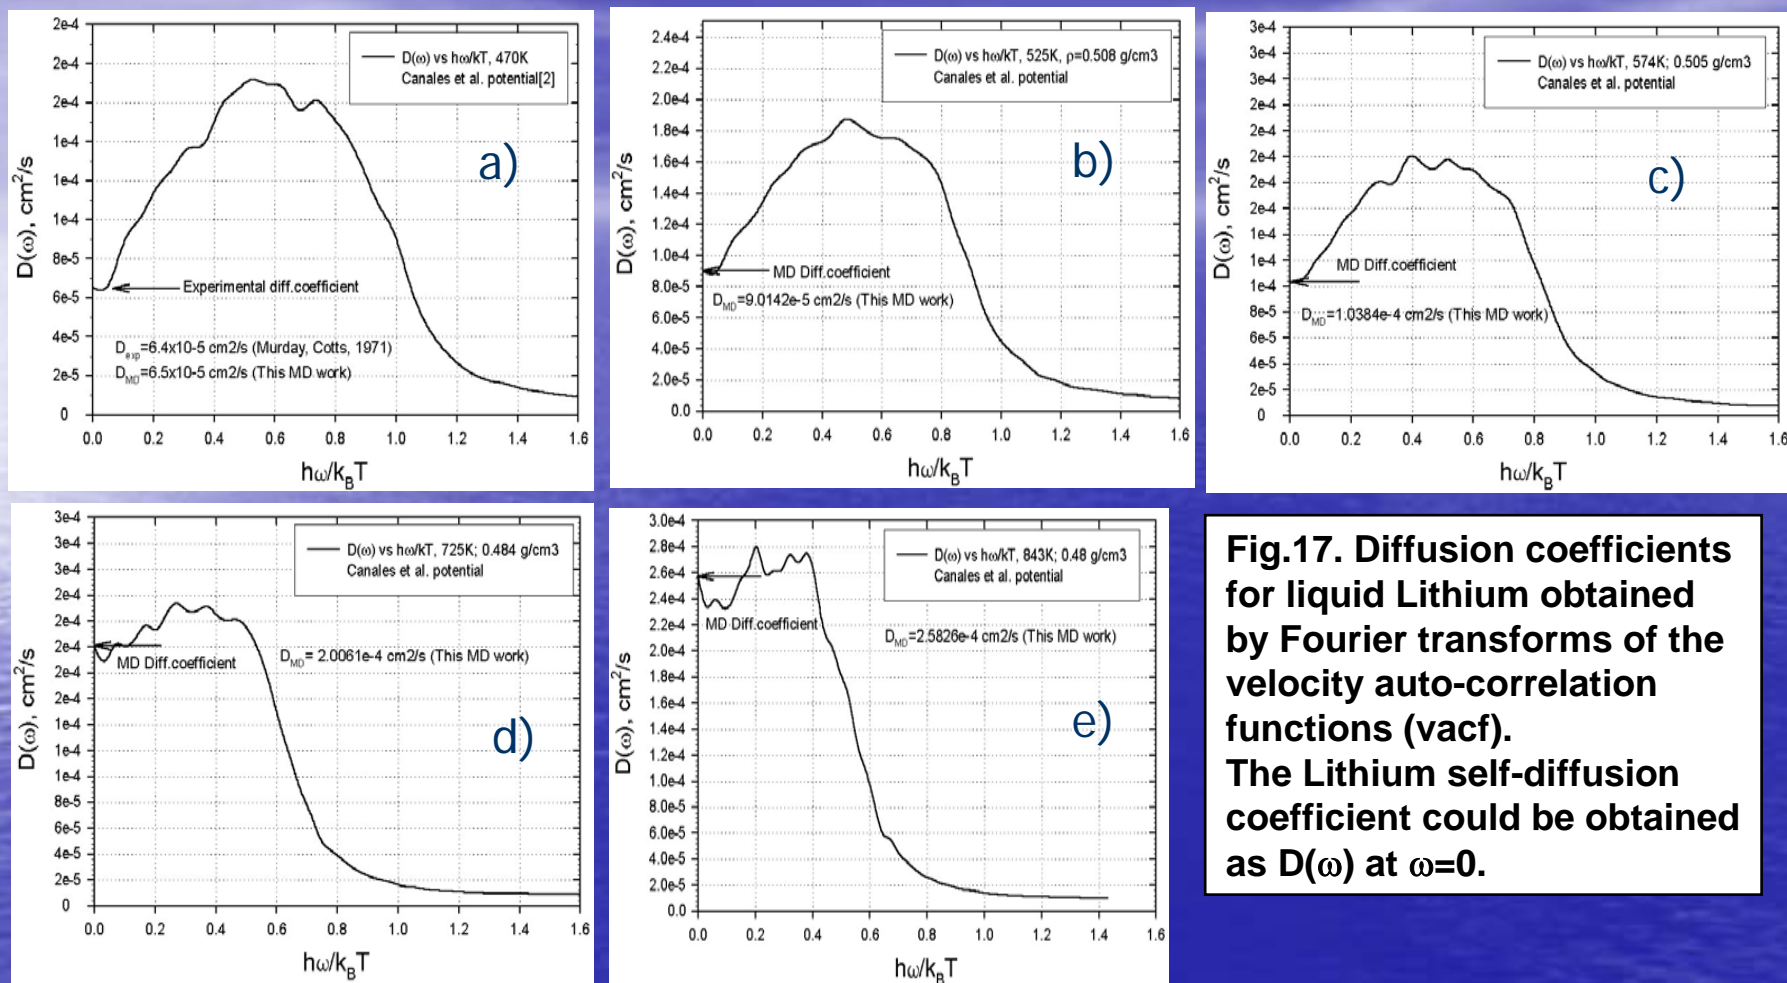 2e-4
2e-4
2e-4
1e-4
1e-4
1e-4
8e-5
6e-5
4e-5
2e-5
0
D(ω), cm²/s
D(ω) vs hω/kT, 470K
Canales et al. potential[2]
a)
Experimental diff.coefficient
D_exp=6.4x10-5 cm2/s (Murday, Cotts, 1971)
D_MD=6.5x10-5 cm2/s (This MD work)
0.0 0.2 0.4 0.6 0.8 1.0 1.2 1.4 1.6
hω/k_BT
2.4e-4
2.0e-4
1.8e-4
1.6e-4
1.4e-4
1.2e-4
1.0e-4
8.0e-5
6.0e-5
4.0e-5
2.0e-5
0.0
D(ω), cm²/s
D(ω) vs hω/kT, 525K, ρ=0.508 g/cm3
Canales et al. potential
b)
MD Diff.coefficient
D_MD=9.0142e-5 cm2/s (This MD work)
0.0 0.2 0.4 0.6 0.8 1.0 1.2 1.4 1.6
hω/k_BT
3e-4
3e-4
3e-4
2e-4
2e-4
2e-4
2e-4
2e-4
1e-4
1e-4
1e-4
8e-5
6e-5
4e-5
2e-5
0
D(ω), cm²/s
D(ω) vs hω/kT, 574K; 0.505 g/cm3
Canales et al. potential
c)
MD Diff.coefficient
D_MD=1.0384e-4 cm2/s (This MD work)
0.0 0.2 0.4 0.6 0.8 1.0 1.2 1.4 1.6
hω/k_BT
3e-4
3e-4
3e-4
2e-4
2e-4
2e-4
2e-4
2e-4
1e-4
1e-4
1e-4
8e-5
6e-5
4e-5
2e-5
0
D(ω), cm²/s
D(ω) vs hω/kT, 725K; 0.484 g/cm3
Canales et al. potential
MD Diff.coefficient
D_MD= 2.0061e-4 cm2/s (This MD work)
d)
0.0 0.2 0.4 0.6 0.8 1.0 1.2 1.4 1.6
hω/k_BT
3.0e-4
2.8e-4
2.6e-4
2.4e-4
2.2e-4
2.0e-4
1.8e-4
1.6e-4
1.4e-4
1.2e-4
1.0e-4
8.0e-5
6.0e-5
4.0e-5
2.0e-5
0.0
D(ω), cm²/s
D(ω) vs hω/kT, 843K; 0.48 g/cm3
Canales et al. potential
MD Diff.coefficient
D_MD=2.5826e-4 cm2/s (This MD work)
e)
0.0 0.2 0.4 0.6 0.8 1.0 1.2 1.4 1.6
hω/k_BT
Fig.17. Diffusion coefficients
for liquid Lithium obtained
by Fourier transforms of the
velocity auto-correlation
functions (vacf).
The Lithium self-diffusion
coefficient could be obtained
as D(ω) at ω=0.